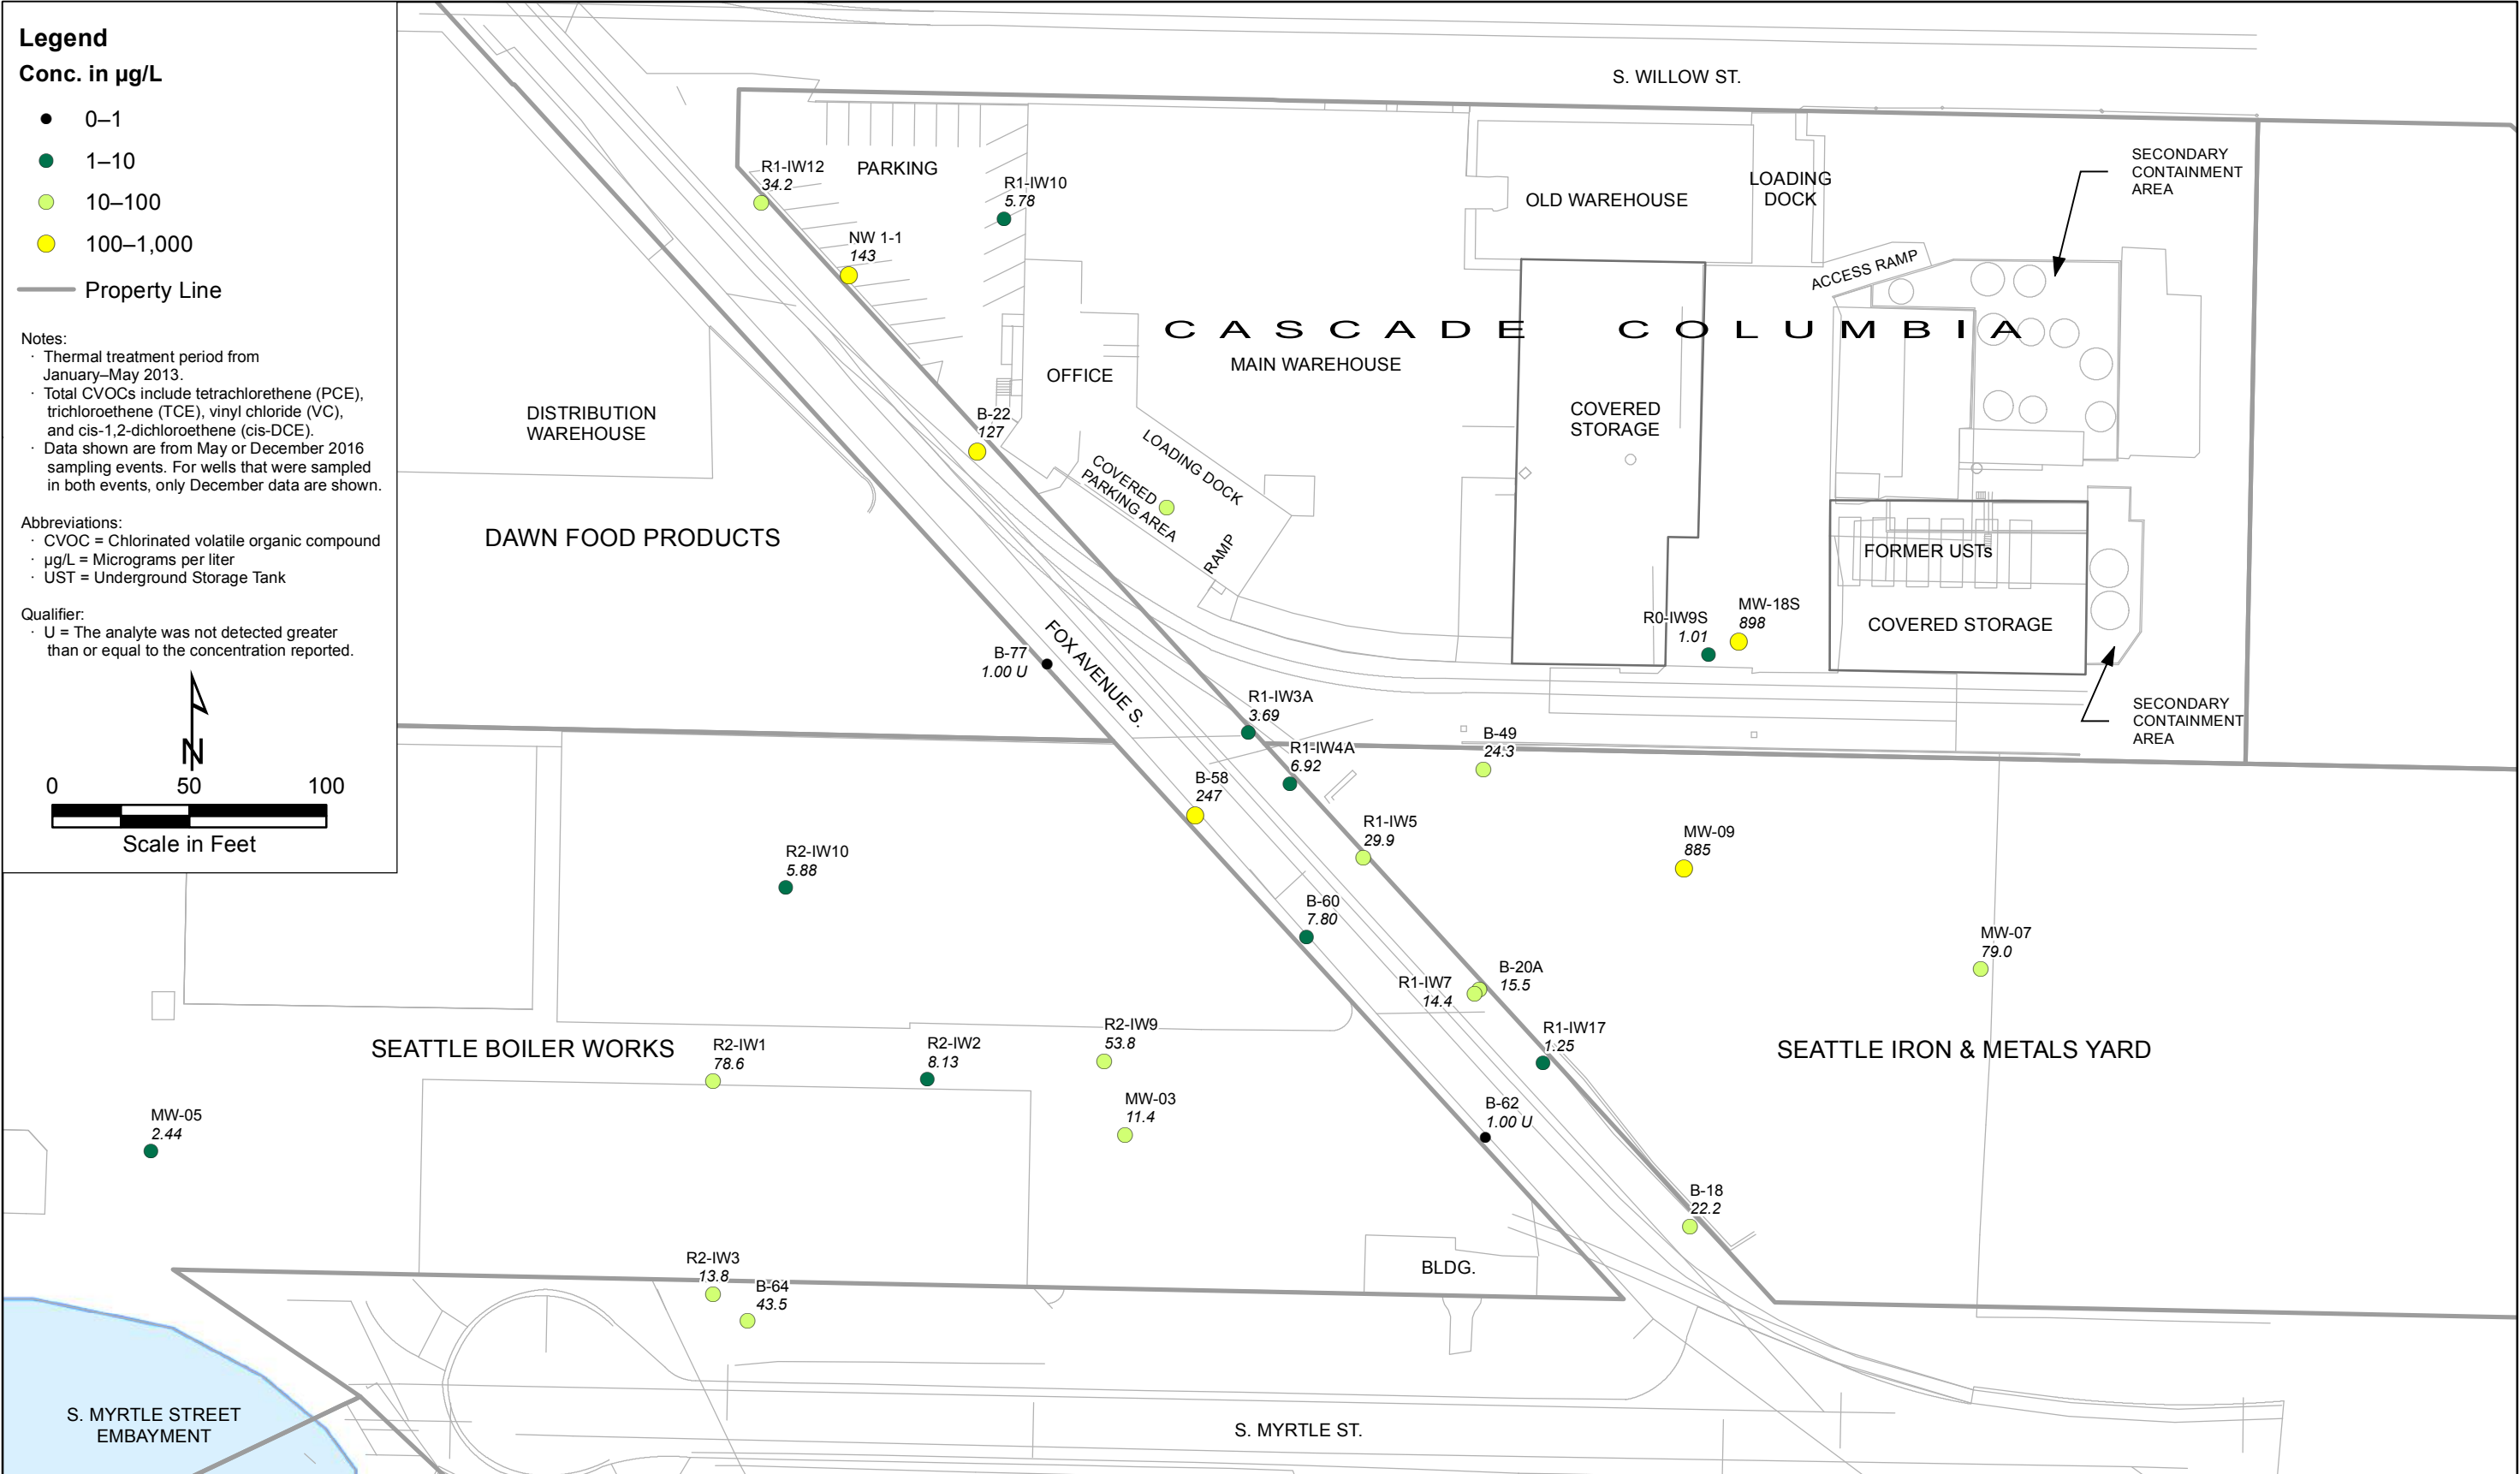 Legend
Conc. in µg/L
0–1
1–10
10–100
100–1,000
Property Line
Notes:
· Thermal treatment period from
January–May 2013.
· Total CVOCs include tetrachlorethene (PCE),
trichloroethene (TCE), vinyl chloride (VC),
and cis-1,2-dichloroethene (cis-DCE).
· Data shown are from May or December 2016
sampling events. For wells that were sampled
in both events, only December data are shown.
Abbreviations:
· CVOC = Chlorinated volatile organic compound
· µg/L = Micrograms per liter
· UST = Underground Storage Tank
Qualifier:
· U = The analyte was not detected greater
than or equal to the concentration reported.
N
0 50 100
Scale in Feet
S. WILLOW ST.
R1-IW12
34.2
PARKING
R1-IW10
5.78
NW 1-1
143
OLD WAREHOUSE
LOADING
DOCK
SECONDARY
CONTAINMENT
AREA
ACCESS RAMP
CASCADE COLUMBIA
MAIN WAREHOUSE
OFFICE
DISTRIBUTION
WAREHOUSE
B-22
127
COVERED
STORAGE
LOADING DOCK
COVERED
PARKING AREA
RAMP
DAWN FOOD PRODUCTS
FORMER USTs
COVERED STORAGE
R0-IW9S
1.01
MW-18S
898
B-77
1.00 U
FOX AVENUE S.
R1-IW3A
3.69
SECONDARY
CONTAINMENT
AREA
R1-IW4A
6.92
B-49
24.3
B-58
247
R1-IW5
29.9
MW-09
885
R2-IW10
5.88
B-60
7.80
MW-07
79.0
B-20A
15.5
R1-IW7
14.4
R1-IW17
1.25
SEATTLE BOILER WORKS
R2-IW1
78.6
R2-IW2
8.13
R2-IW9
53.8
SEATTLE IRON & METALS YARD
MW-03
11.4
MW-05
2.44
B-62
1.00 U
B-18
22.2
R2-IW3
13.8
B-64
43.5
BLDG.
S. MYRTLE STREET
EMBAYMENT
S. MYRTLE ST.